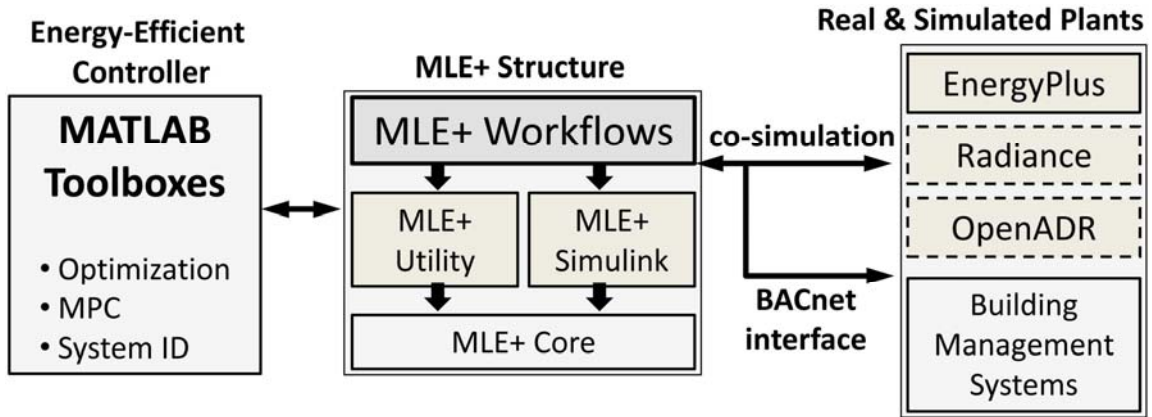 Energy-Efficient
Controller
MATLAB
Toolboxes
• Optimization
• MPC
• System ID
MLE+ Structure
MLE+ Workflows
MLE+
Utility
MLE+
Simulink
MLE+ Core
co-simulation
BACnet
interface
Real & Simulated Plants
EnergyPlus
Radiance
OpenADR
Building
Management
Systems